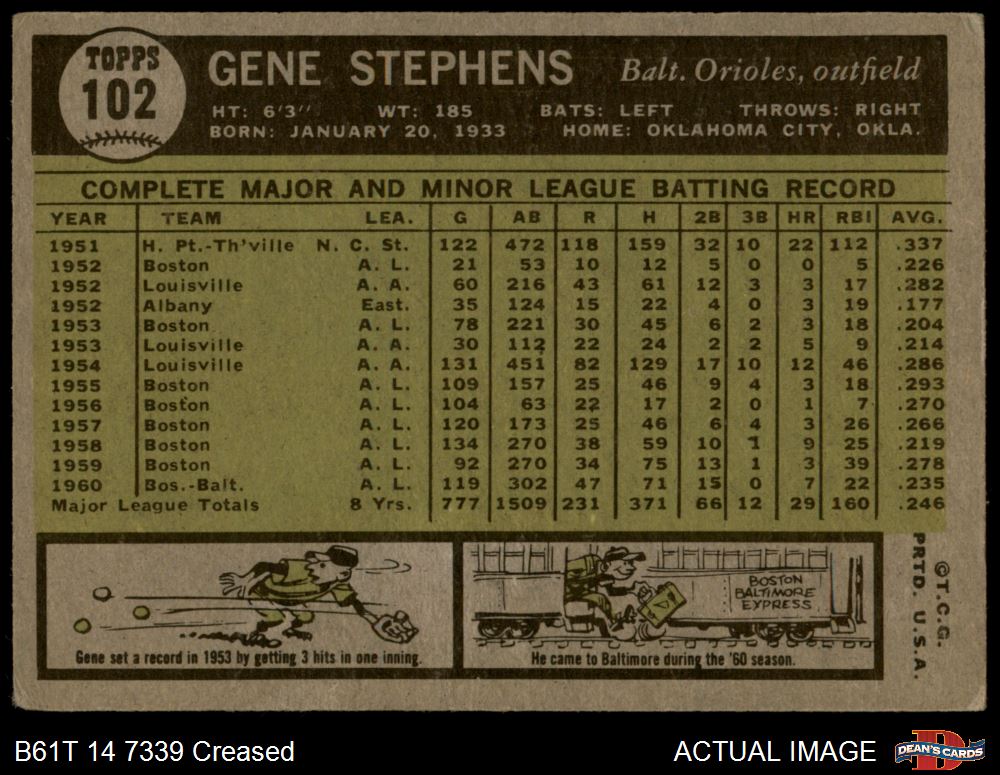 TOPPS
102
GENE STEPHENS Balt. Orioles, outfield
HT: 6'3" WT: 185 BATS: LEFT THROWS: RIGHT
BORN: JANUARY 20, 1933 HOME: OKLAHOMA CITY, OKLA.
COMPLETE MAJOR AND MINOR LEAGUE BATTING RECORD
YEAR TEAM LEA. G AB R H 2B 3B HR RBI AVG.
1951 H. Pt.-Th'ville N. C. St. 122 472 118 159 32 10 22 112 .337
1952 Boston A. L. 21 53 10 12 5 0 0 5 .226
1952 Louisville A. A. 60 216 43 61 12 3 3 17 .282
1952 Albany East. 35 124 15 22 4 0 3 19 .177
1953 Boston A. L. 78 221 30 45 6 2 3 18 .204
1953 Louisville A. A. 30 112 22 24 2 2 5 9 .214
1954 Louisville A. A. 131 451 82 129 17 10 12 46 .286
1955 Boston A. L. 109 157 25 46 9 4 3 18 .293
1956 Boston A. L. 104 63 22 17 2 0 1 7 .270
1957 Boston A. L. 120 173 25 46 6 4 3 26 .266
1958 Boston A. L. 134 270 38 59 10 1 9 25 .219
1959 Boston A. L. 92 270 34 75 13 1 3 39 .278
1960 Bos.-Balt. A. L. 119 302 47 71 15 0 7 22 .235
Major League Totals 8 Yrs. 777 1509 231 371 66 12 29 160 .246
Gene set a record in 1953 by getting 3 hits in one inning.
BOSTON
BALTIMORE
EXPRESS
He came to Baltimore during the '60 season.
©T.C.G.
PRTD. U.S.A.
B61T 14 7339 Creased ACTUAL IMAGE
DEAN'S CARDS